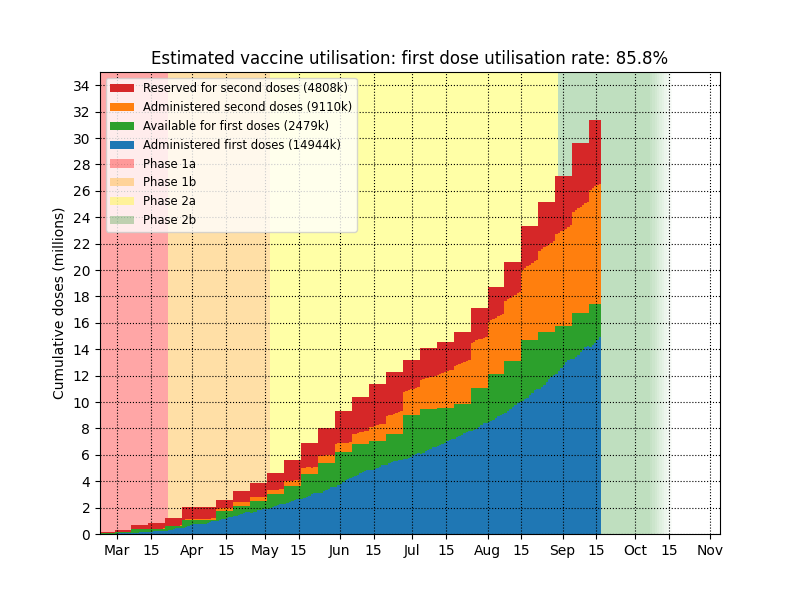 Estimated vaccine utilisation: first dose utilisation rate: 85.8%
Cumulative doses (millions)
34
32
30
28
26
24
22
20
18
16
14
12
10
8
6
4
2
0
Reserved for second doses (4808k)
Administered second doses (9110k)
Available for first doses (2479k)
Administered first doses (14944k)
Phase 1a
Phase 1b
Phase 2a
Phase 2b
Mar 15 Apr 15 May 15 Jun 15 Jul 15 Aug 15 Sep 15 Oct 15 Nov